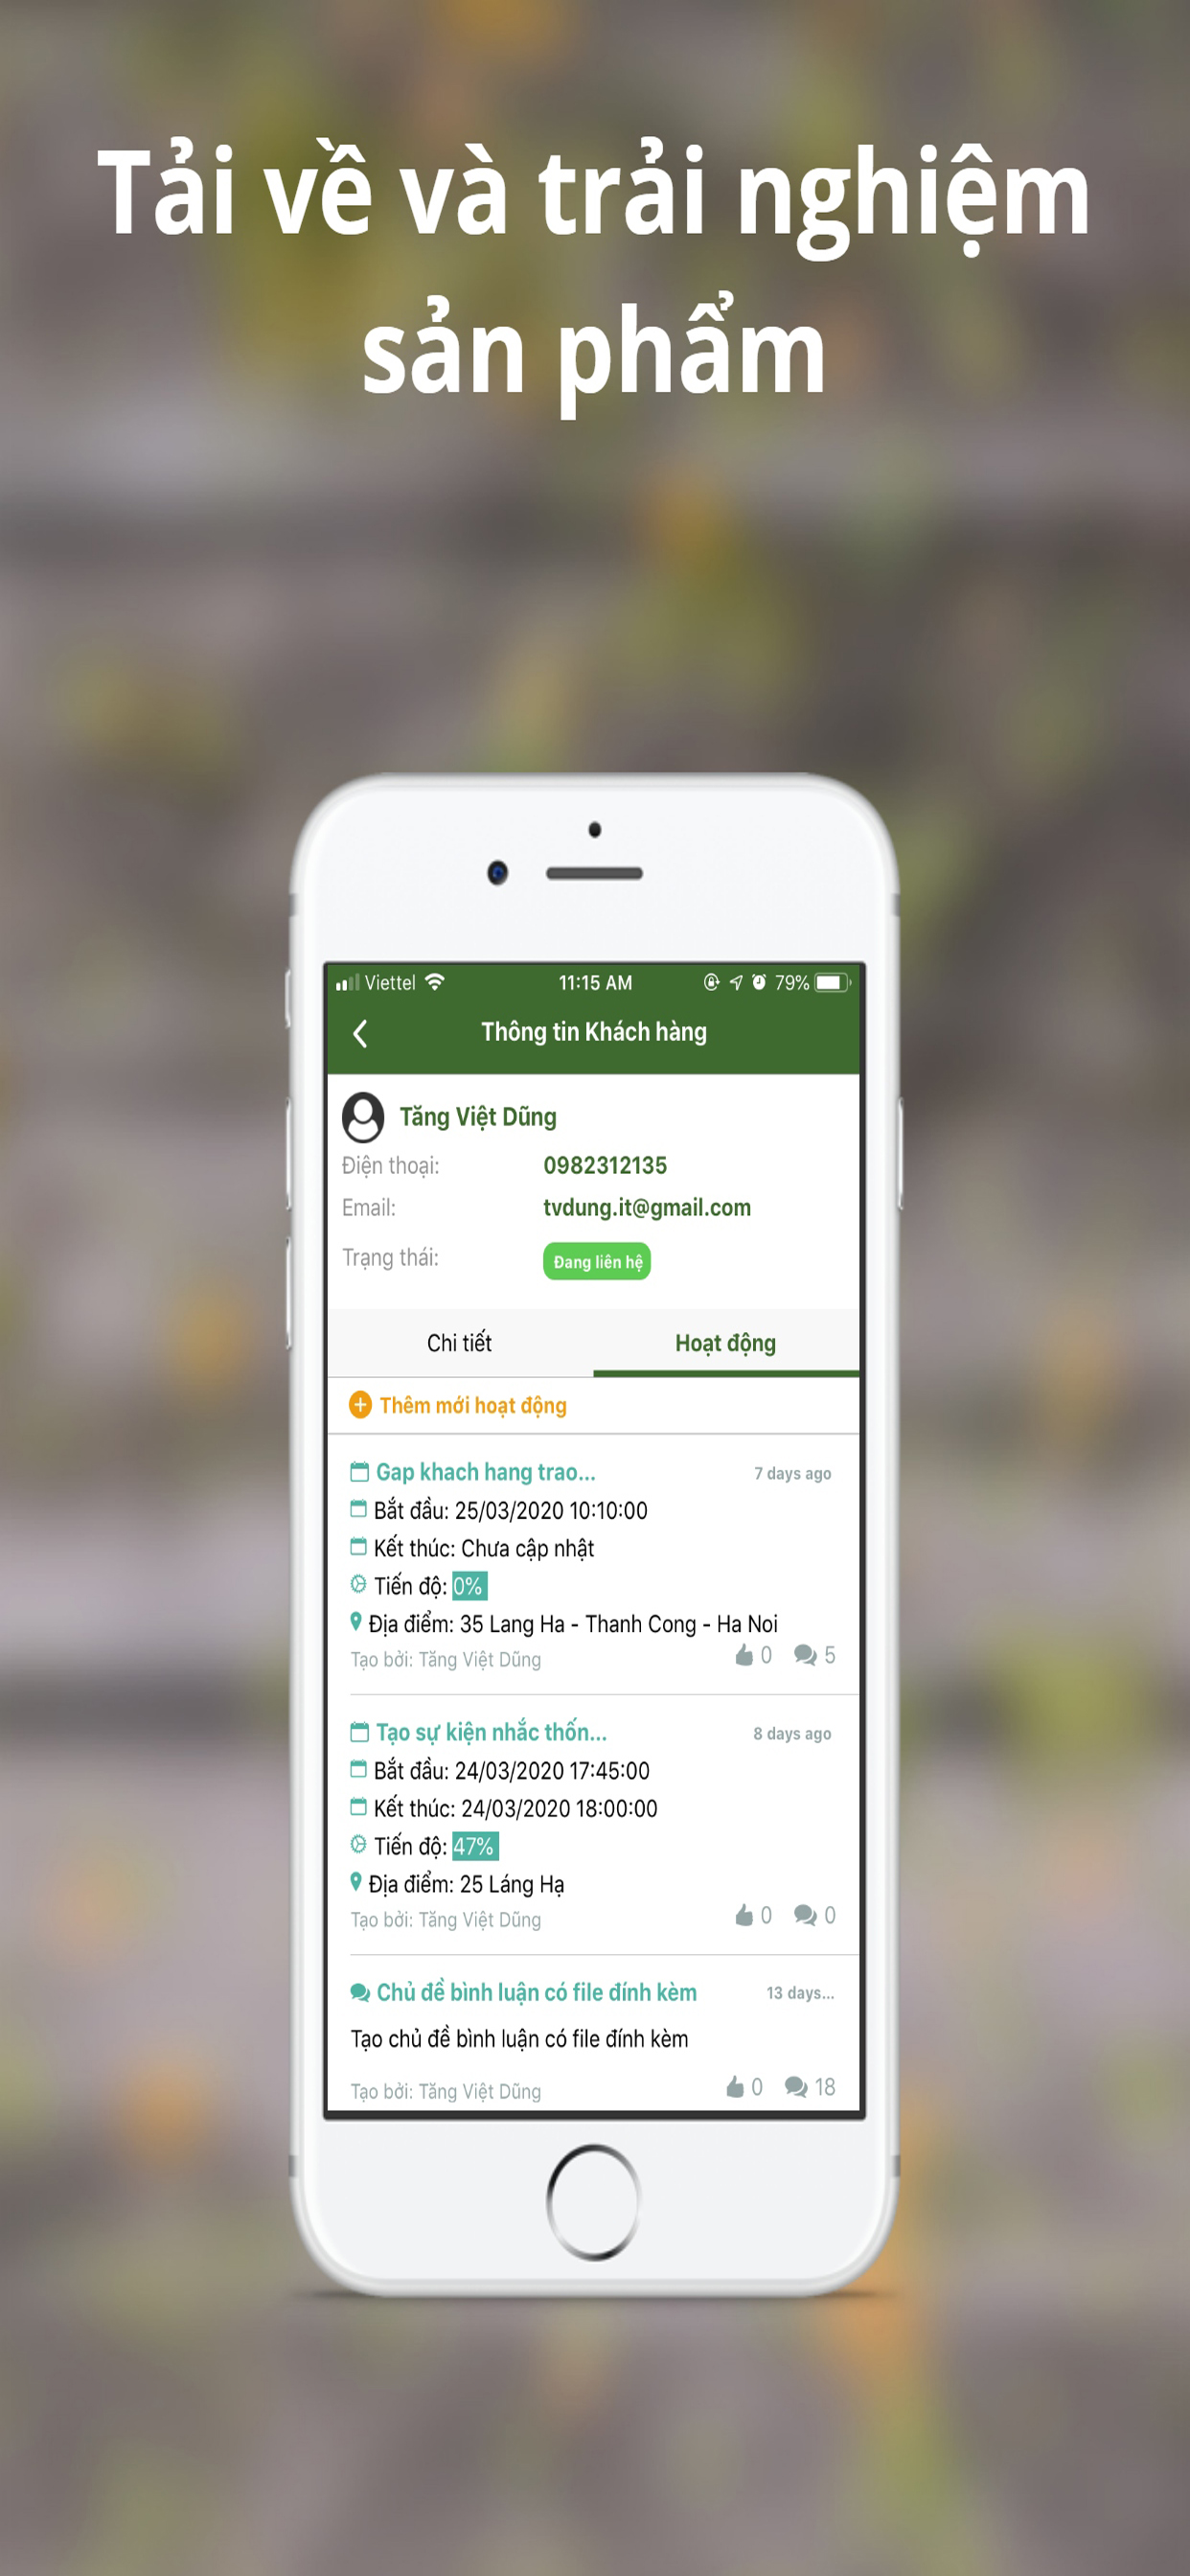 Tải về và trải nghiệm
sản phẩm
Viettel 11:15 AM 79%
Thông tin Khách hàng
Tăng Việt Dũng
Điện thoại: 0982312135
Email: tvdung.it@gmail.com
Trạng thái: Đang liên hệ
Chi tiết Hoạt động
Thêm mới hoạt động
Gap khach hang trao... 7 days ago
Bắt đầu: 25/03/2020 10:10:00
Kết thúc: Chưa cập nhật
Tiến độ: 0%
Địa điểm: 35 Lang Ha - Thanh Cong - Ha Noi
Tạo bởi: Tăng Việt Dũng 0 5
Tạo sự kiện nhắc thốn... 8 days ago
Bắt đầu: 24/03/2020 17:45:00
Kết thúc: 24/03/2020 18:00:00
Tiến độ: 47%
Địa điểm: 25 Láng Hạ
Tạo bởi: Tăng Việt Dũng 0 0
Chủ đề bình luận có file đính kèm 13 days...
Tạo chủ đề bình luận có file đính kèm
Tạo bởi: Tăng Việt Dũng 0 18